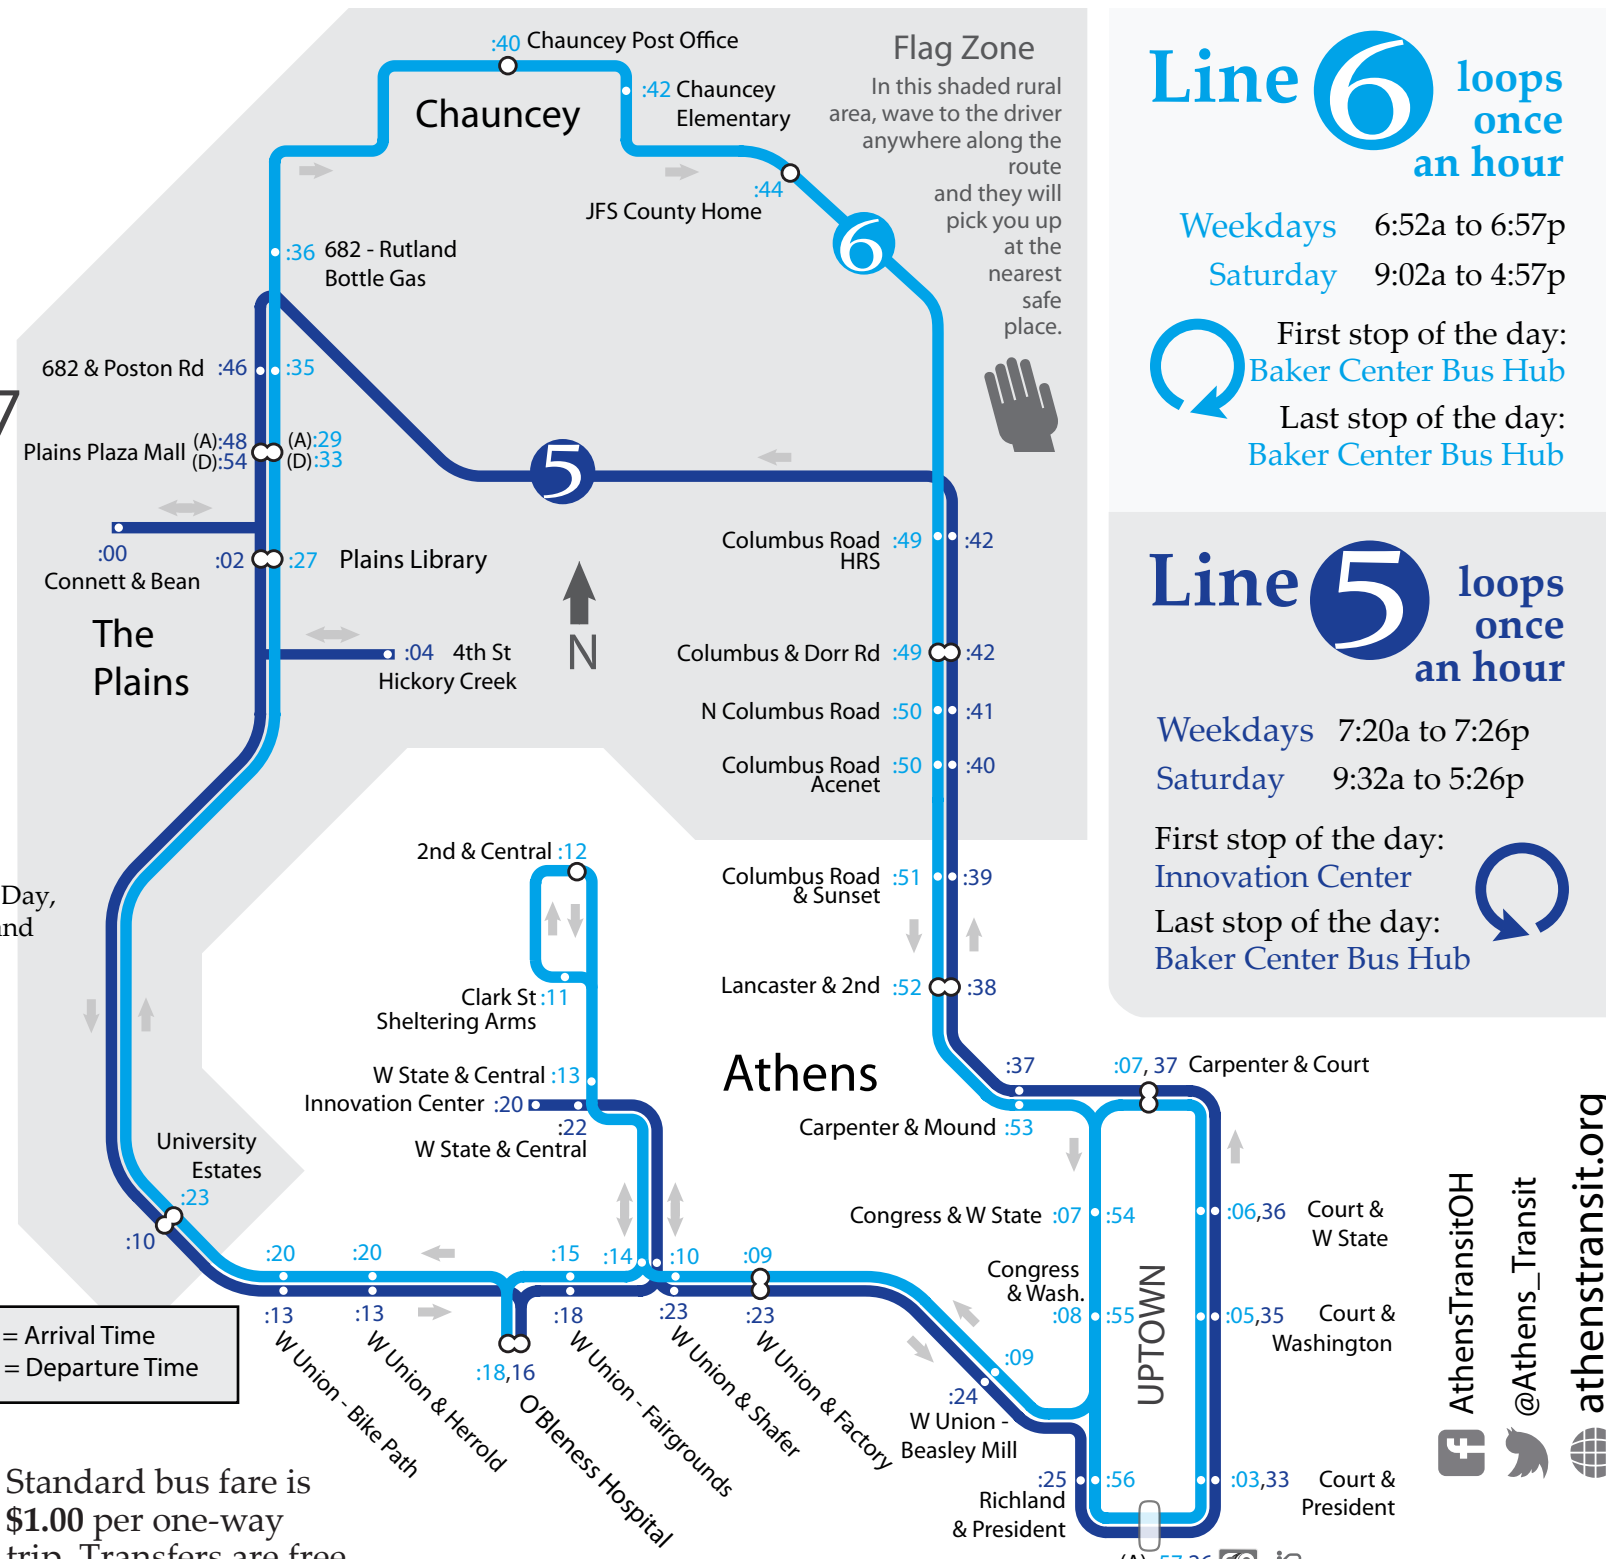 :40 Chauncey Post Office
Chauncey
:42 Chauncey
Elementary
:44
JFS County Home
6
Flag Zone
In this shaded rural
area, wave to the driver
anywhere along the
route
and they will
pick you up
at the
nearest
safe
place.
Line 6 loops
once
an hour
Weekdays 6:52a to 6:57p
Saturday 9:02a to 4:57p
First stop of the day:
Baker Center Bus Hub
Last stop of the day:
Baker Center Bus Hub
Line 5 loops
once
an hour
Weekdays 7:20a to 7:26p
Saturday 9:32a to 5:26p
First stop of the day:
Innovation Center
Last stop of the day:
Baker Center Bus Hub
:36 682 - Rutland
Bottle Gas
682 & Poston Rd :46 :35
7
Plains Plaza Mall (A):48 (A):29
(D):54 (D):33
5
:00
Connett & Bean
:02 :27 Plains Library
The
Plains
:04 4th St
Hickory Creek
N
Columbus Road :49 :42
HRS
Columbus & Dorr Rd :49 :42
N Columbus Road :50 :41
Columbus Road :50 :40
Acenet
Columbus Road :51 :39
& Sunset
Lancaster & 2nd :52 :38
Day,
nd
2nd & Central :12
Clark St :11
Sheltering Arms
W State & Central :13
Innovation Center :20
:22
W State & Central
Athens
:37
:07, 37 Carpenter & Court
Carpenter & Mound :53
University
Estates
:23
:10
Congress & W State :07 :54
:06,36 Court &
W State
Congress
& Wash.
:08 :55
:05,35 Court &
Washington
UPTOWN
:20 :20 :15 :14 :10 :09
:13 :13 :18 :23 :23
:18,16
W Union - Bike Path
W Union & Herrold
O'Bleness Hospital
W Union - Fairgrounds
W Union & Shafer
W Union & Factory
:09
:24
W Union -
Beasley Mill
:25 :56
Richland
& President
:03,33 Court &
President
= Arrival Time
= Departure Time
Standard bus fare is
$1.00 per one-way
trip. Transfers are free
AthensTransitOH
@Athens_Transit
athenstransit.org